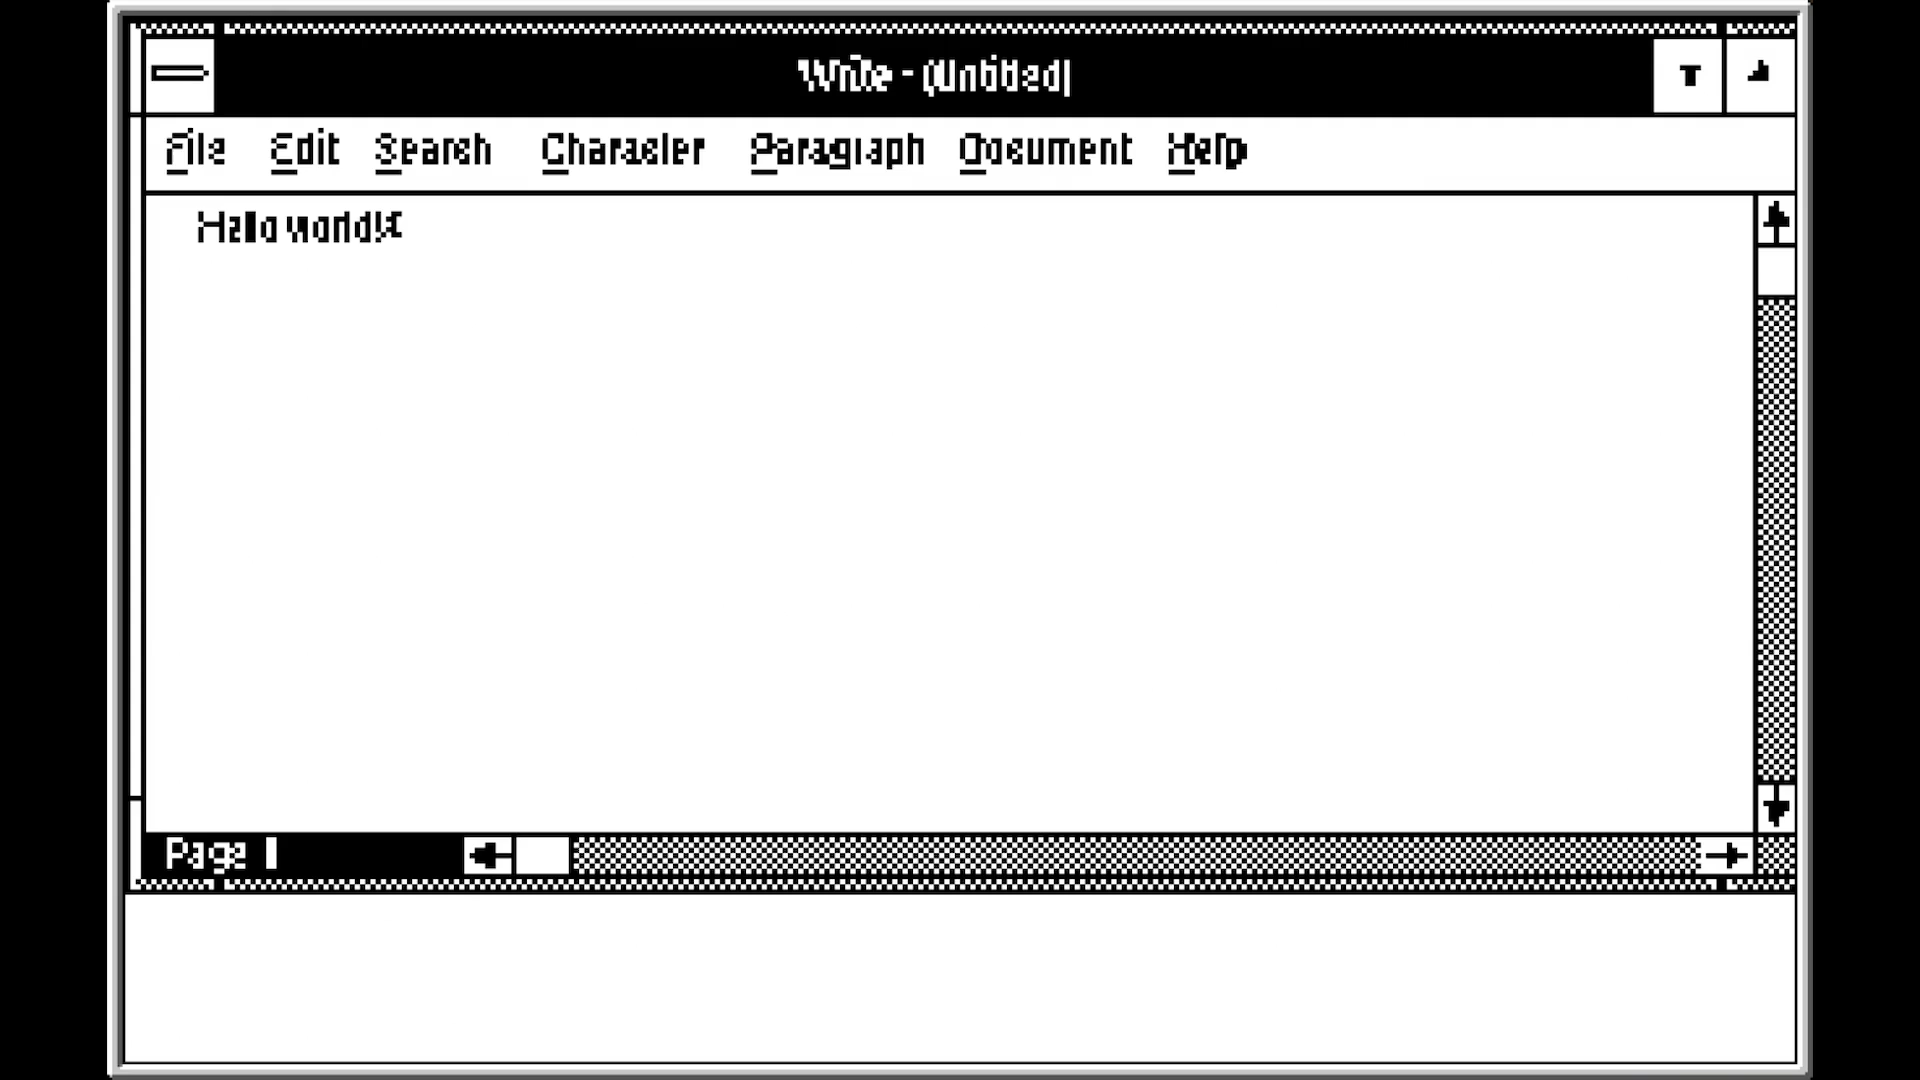 Write - (Untitled)
File Edit Search Character Paragraph Document Help
Hello world!
Page 1